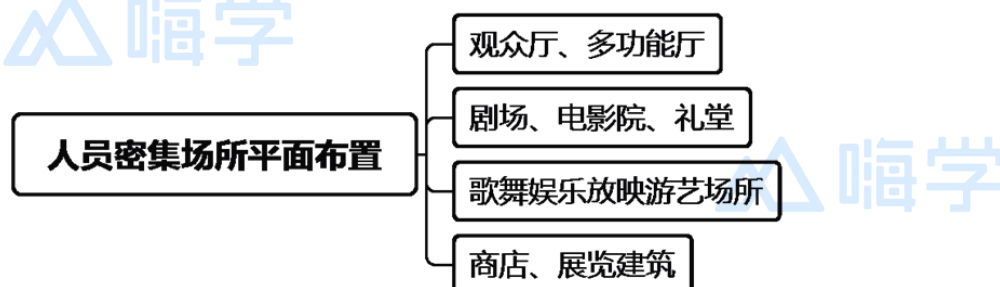 嗨学
观众厅、多功能厅
剧场、电影院、礼堂
人员密集场所平面布置
嗨学
歌舞娱乐放映游艺场所
商店、展览建筑